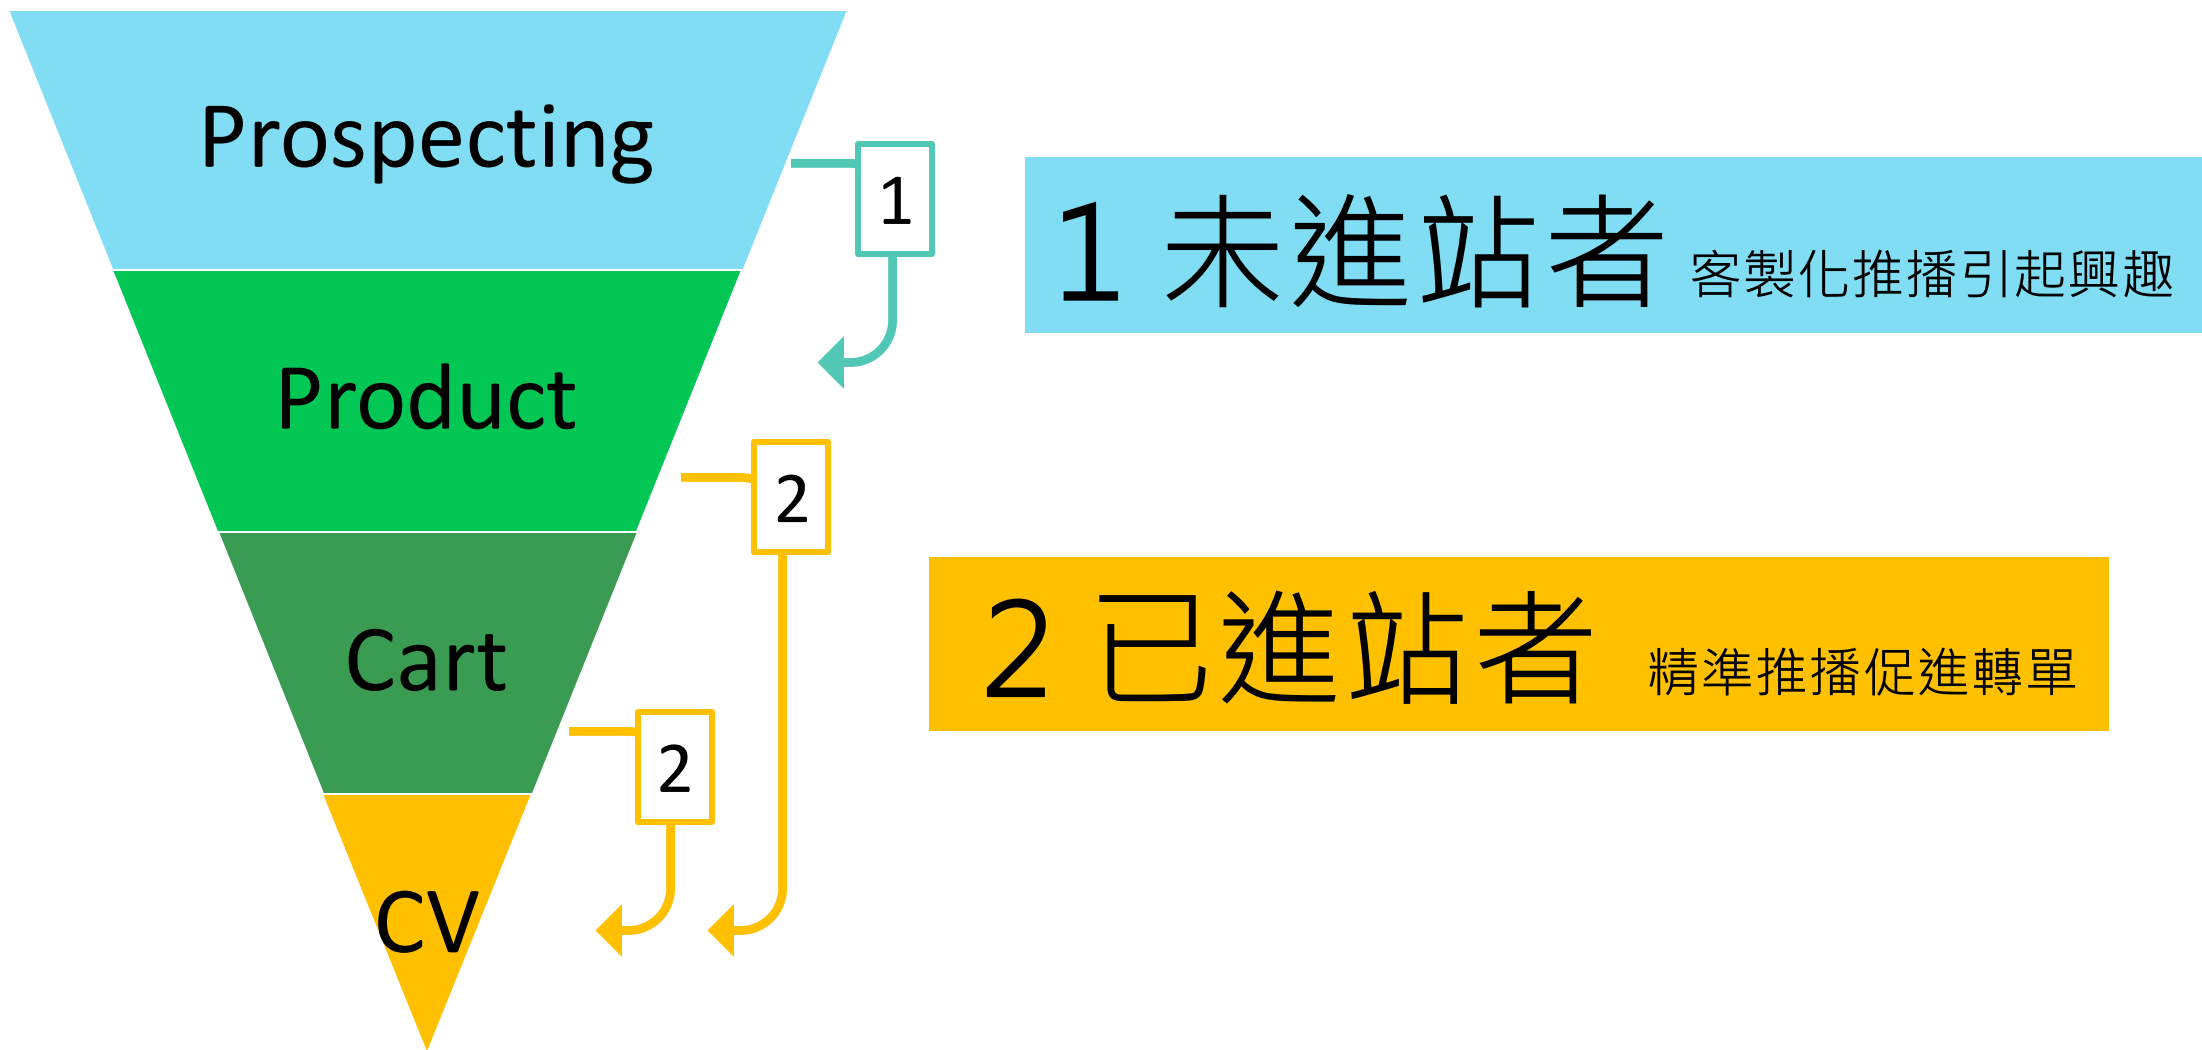 Prospecting
1
1 未進站者 客製化推播引起興趣
Product
2
2 已進站者 精準推播促進轉單
Cart
2
CV